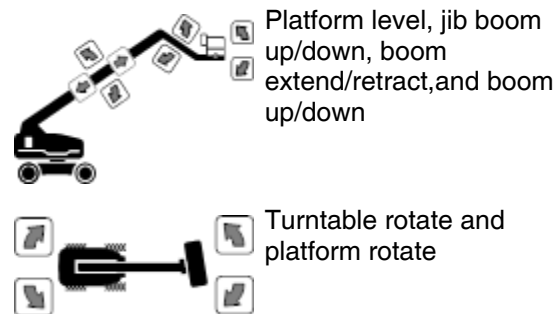 Platform level, jib boom
up/down, boom
extend/retract,and boom
up/down
Turntable rotate and
platform rotate